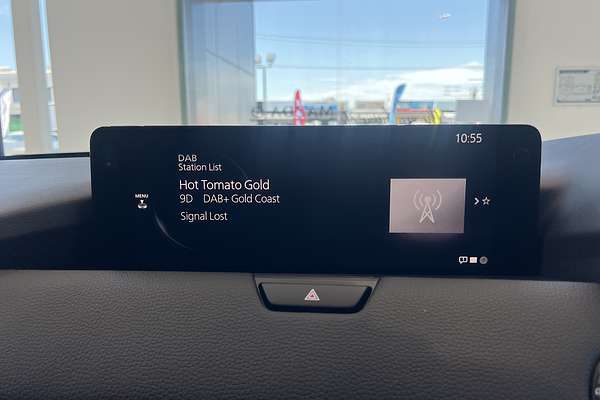 10:55
DAB
Station List
Hot Tomato Gold
9D DAB+ Gold Coast
MENU
Signal Lost